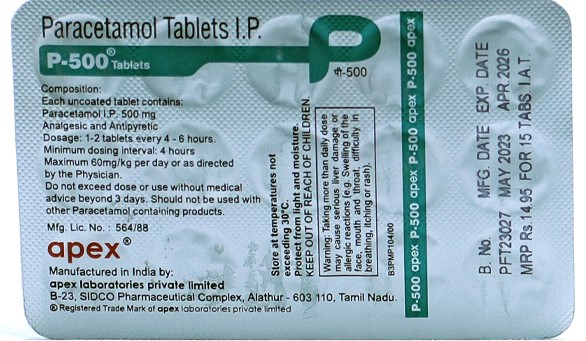 Paracetamol Tablets I.P.
P-500® Tablets
पी-500
Composition:
Each uncoated tablet contains:
Paracetamol I.P. 500 mg
Analgesic and Antipyretic
Dosage: 1-2 tablets every 4 - 6 hours.
Minimum dosing interval: 4 hours
Maximum 60mg/kg per day or as directed
by the Physician.
Do not exceed dose or use without medical
advice beyond 3 days. Should not be used with
other Paracetamol containing products.
Mfg. Lic. No. : 564/88
apex®
Manufactured in India by:
apex laboratories private limited
B-23, SIDCO Pharmaceutical Complex, Alathur - 603 110, Tamil Nadu.
® Registered Trade Mark of apex laboratories private limited
Store at temperatures not
exceeding 30°C.
Protect from light and moisture.
KEEP OUT OF REACH OF CHILDREN.
Warning: Taking more than daily dose
may cause serious liver damage or
allergic reactions (e.g. Swelling of the
face, mouth and throat, difficulty in
breathing, itching or rash).
B3PMP104/00
P-500 apex P-500 apex P-500 apex P-500 apex
B. No. MFG. DATE EXP DATE
PFT23027 MAY 2023 APR.2026
MRP Rs.14.95 FOR 15 TABS. I.A.T.